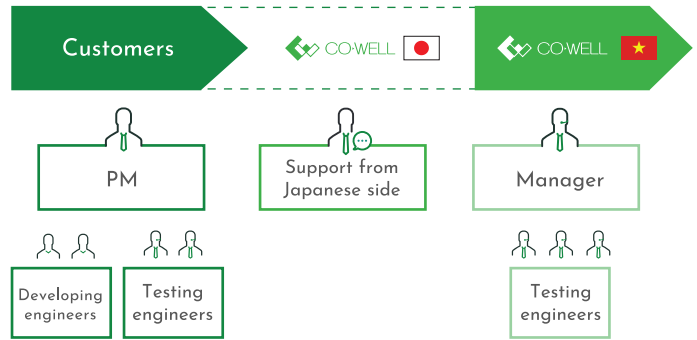 Customers
CO-WELL
CO-WELL
PM
Support from
Japanese side
Manager
Developing
engineers
Testing
engineers
Testing
engineers